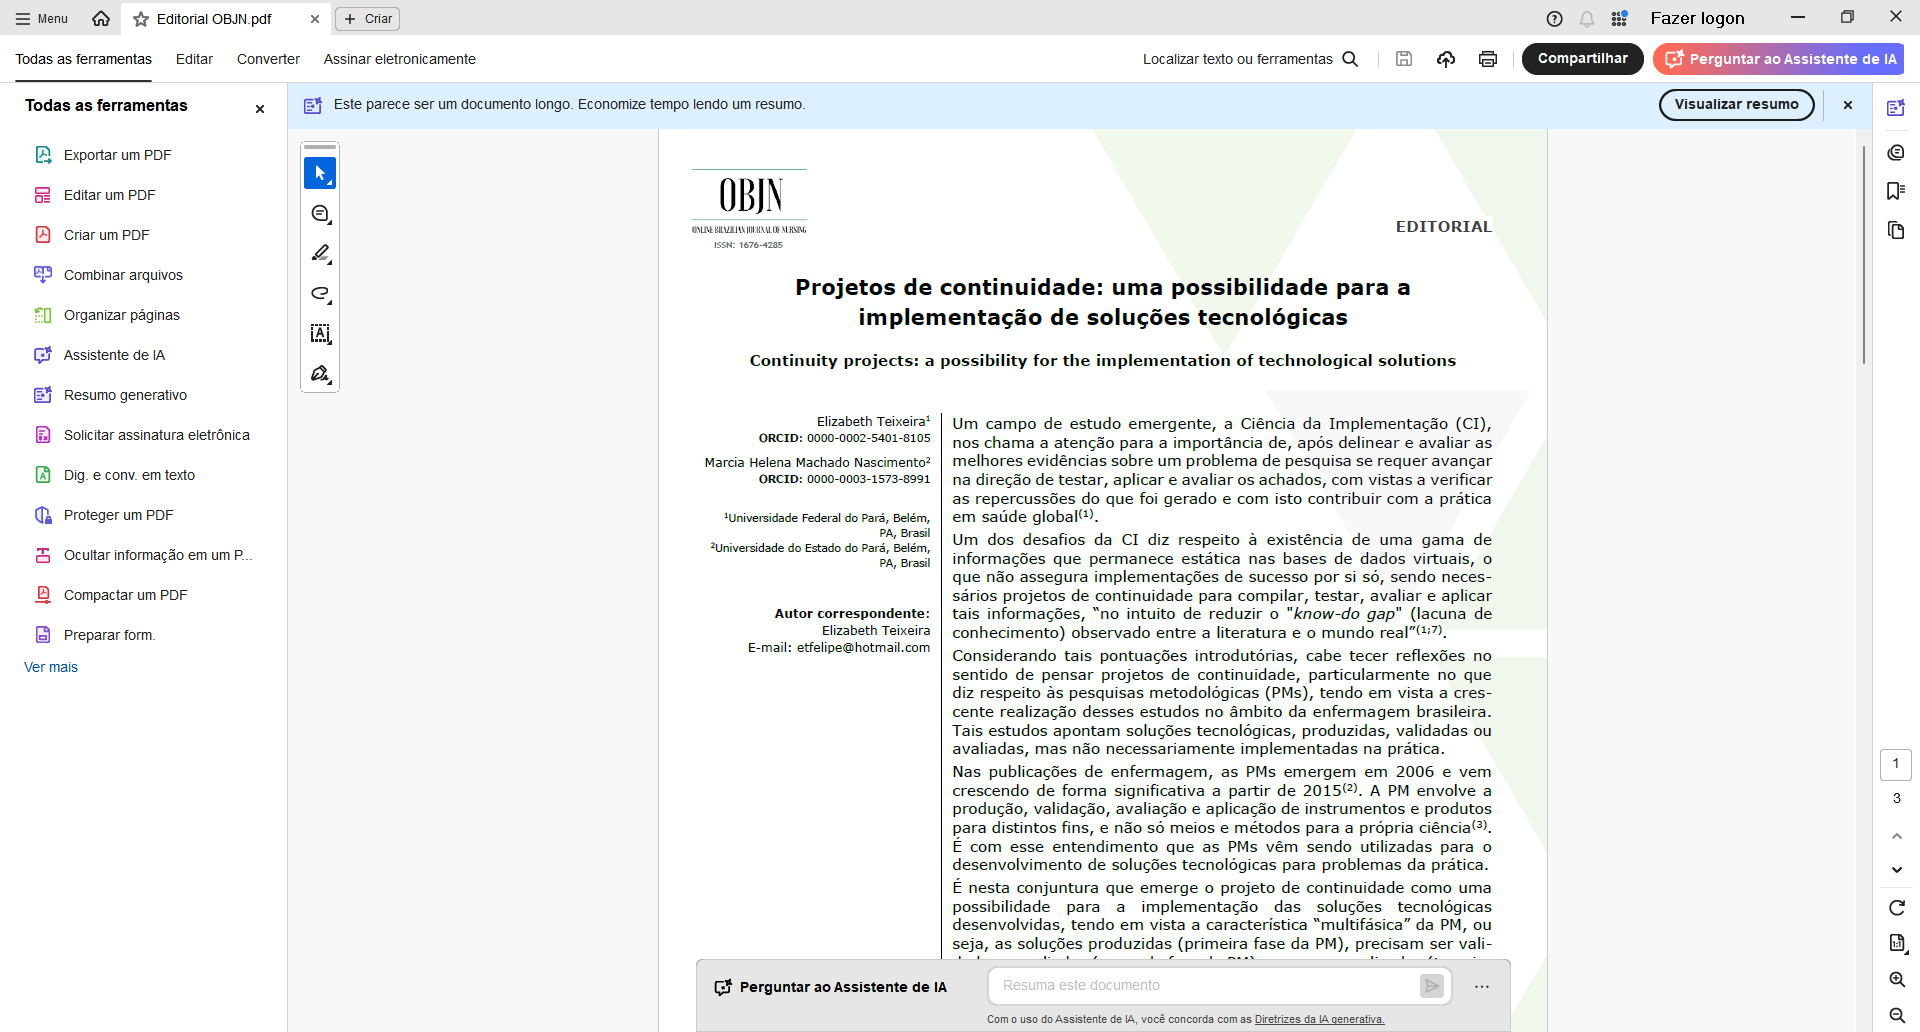 Menu
Editorial OBJN.pdf
Criar
Fazer logon
Todas as ferramentas
Editar
Converter
Assinar eletronicamente
Localizar texto ou ferramentas
Compartilhar
Perguntar ao Assistente de IA
Todas as ferramentas
Exportar um PDF
Editar um PDF
Criar um PDF
Combinar arquivos
Organizar páginas
Assistente de IA
Resumo generativo
Solicitar assinatura eletrônica
Dig. e conv. em texto
Proteger um PDF
Ocultar informação em um P...
Compactar um PDF
Preparar form.
Ver mais
Este parece ser um documento longo. Economize tempo lendo um resumo.
Visualizar resumo
OBJN
ONLINE BRAZILIAN JOURNAL OF NURSING
ISSN: 1676-4285
EDITORIAL
Projetos de continuidade: uma possibilidade para a
implementação de soluções tecnológicas
Continuity projects: a possibility for the implementation of technological solutions
Elizabeth Teixeira¹
ORCID: 0000-0002-5401-8105
Marcia Helena Machado Nascimento²
ORCID: 0000-0003-1573-8991
¹Universidade Federal do Pará, Belém,
PA, Brasil
²Universidade do Estado do Pará, Belém,
PA, Brasil
Autor correspondente:
Elizabeth Teixeira
E-mail: etfelipe@hotmail.com
Um campo de estudo emergente, a Ciência da Implementação (CI),
nos chama a atenção para a importância de, após delinear e avaliar as
melhores evidências sobre um problema de pesquisa se requer avançar
na direção de testar, aplicar e avaliar os achados, com vistas a verificar
as repercussões do que foi gerado e com isto contribuir com a prática
em saúde global(1).
Um dos desafios da CI diz respeito à existência de uma gama de
informações que permanece estática nas bases de dados virtuais, o
que não assegura implementações de sucesso por si só, sendo neces-
sários projetos de continuidade para compilar, testar, avaliar e aplicar
tais informações, “no intuito de reduzir o "know-do gap" (lacuna de
conhecimento) observado entre a literatura e o mundo real”(1;7).
Considerando tais pontuações introdutórias, cabe tecer reflexões no
sentido de pensar projetos de continuidade, particularmente no que
diz respeito às pesquisas metodológicas (PMs), tendo em vista a cres-
cente realização desses estudos no âmbito da enfermagem brasileira.
Tais estudos apontam soluções tecnológicas, produzidas, validadas ou
avaliadas, mas não necessariamente implementadas na prática.
Nas publicações de enfermagem, as PMs emergem em 2006 e vem
crescendo de forma significativa a partir de 2015(2). A PM envolve a
produção, validação, avaliação e aplicação de instrumentos e produtos
para distintos fins, e não só meios e métodos para a própria ciência(3).
É com esse entendimento que as PMs vêm sendo utilizadas para o
desenvolvimento de soluções tecnológicas para problemas da prática.
É nesta conjuntura que emerge o projeto de continuidade como uma
possibilidade para a implementação das soluções tecnológicas
desenvolvidas, tendo em vista a característica “multifásica” da PM, ou
seja, as soluções produzidas (primeira fase da PM), precisam ser vali-
Perguntar ao Assistente de IA
Resuma este documento
Com o uso do Assistente de IA, você concorda com as Diretrizes da IA generativa.
1
3